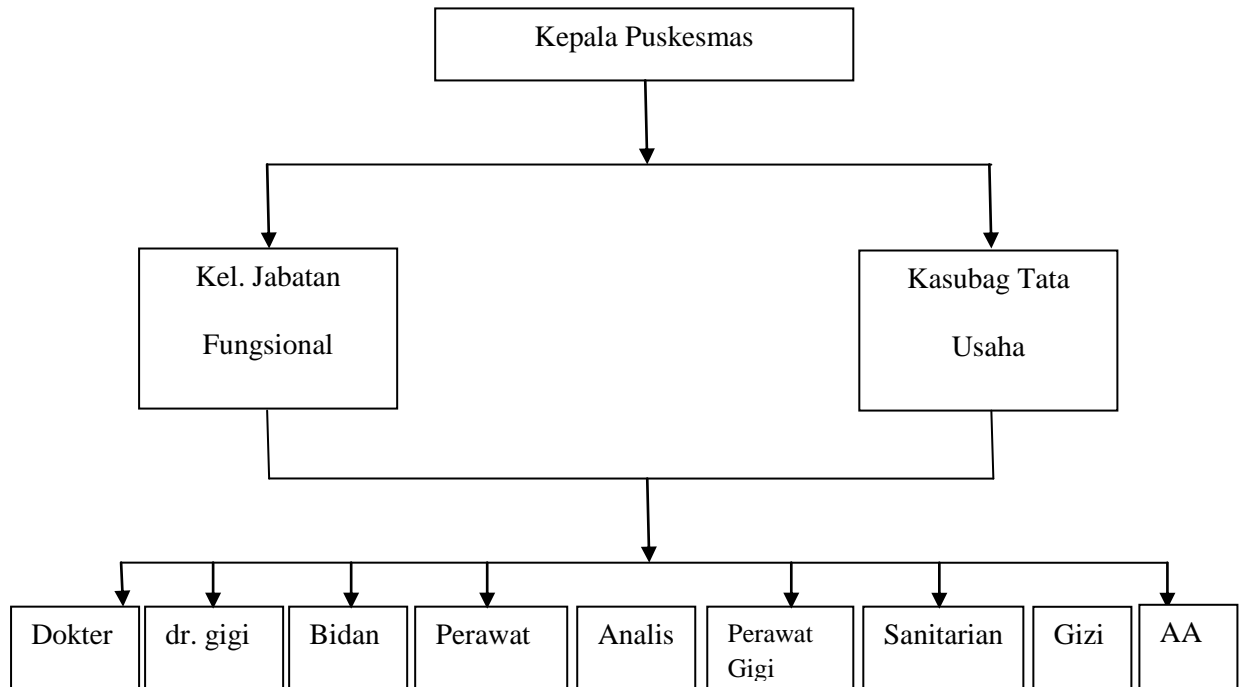 Kepala Puskesmas
Kel. Jabatan
Fungsional
Kasubag Tata
Usaha
Dokter
dr. gigi
Bidan
Perawat
Analis
Perawat
Gigi
Sanitarian
Gizi
AA